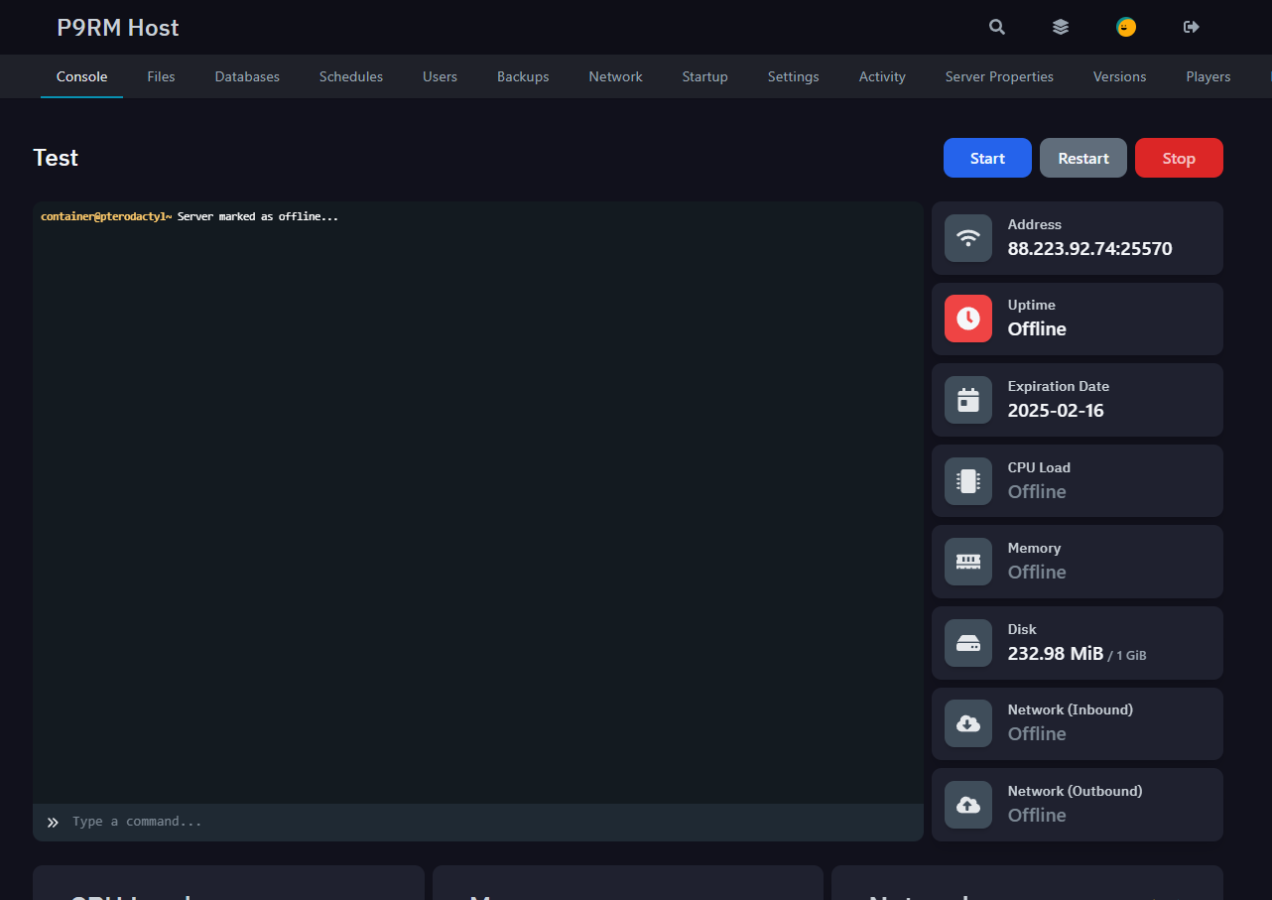 P9RM Host
Console Files Databases Schedules Users Backups Network Startup Settings Activity Server Properties Versions Players
Test
Start Restart Stop
container@pterodactyl~ Server marked as offline...
Type a command...
Address
88.223.92.74:25570
Uptime
Offline
Expiration Date
2025-02-16
CPU Load
Offline
Memory
Offline
Disk
232.98 MiB / 1 GiB
Network (Inbound)
Offline
Network (Outbound)
Offline